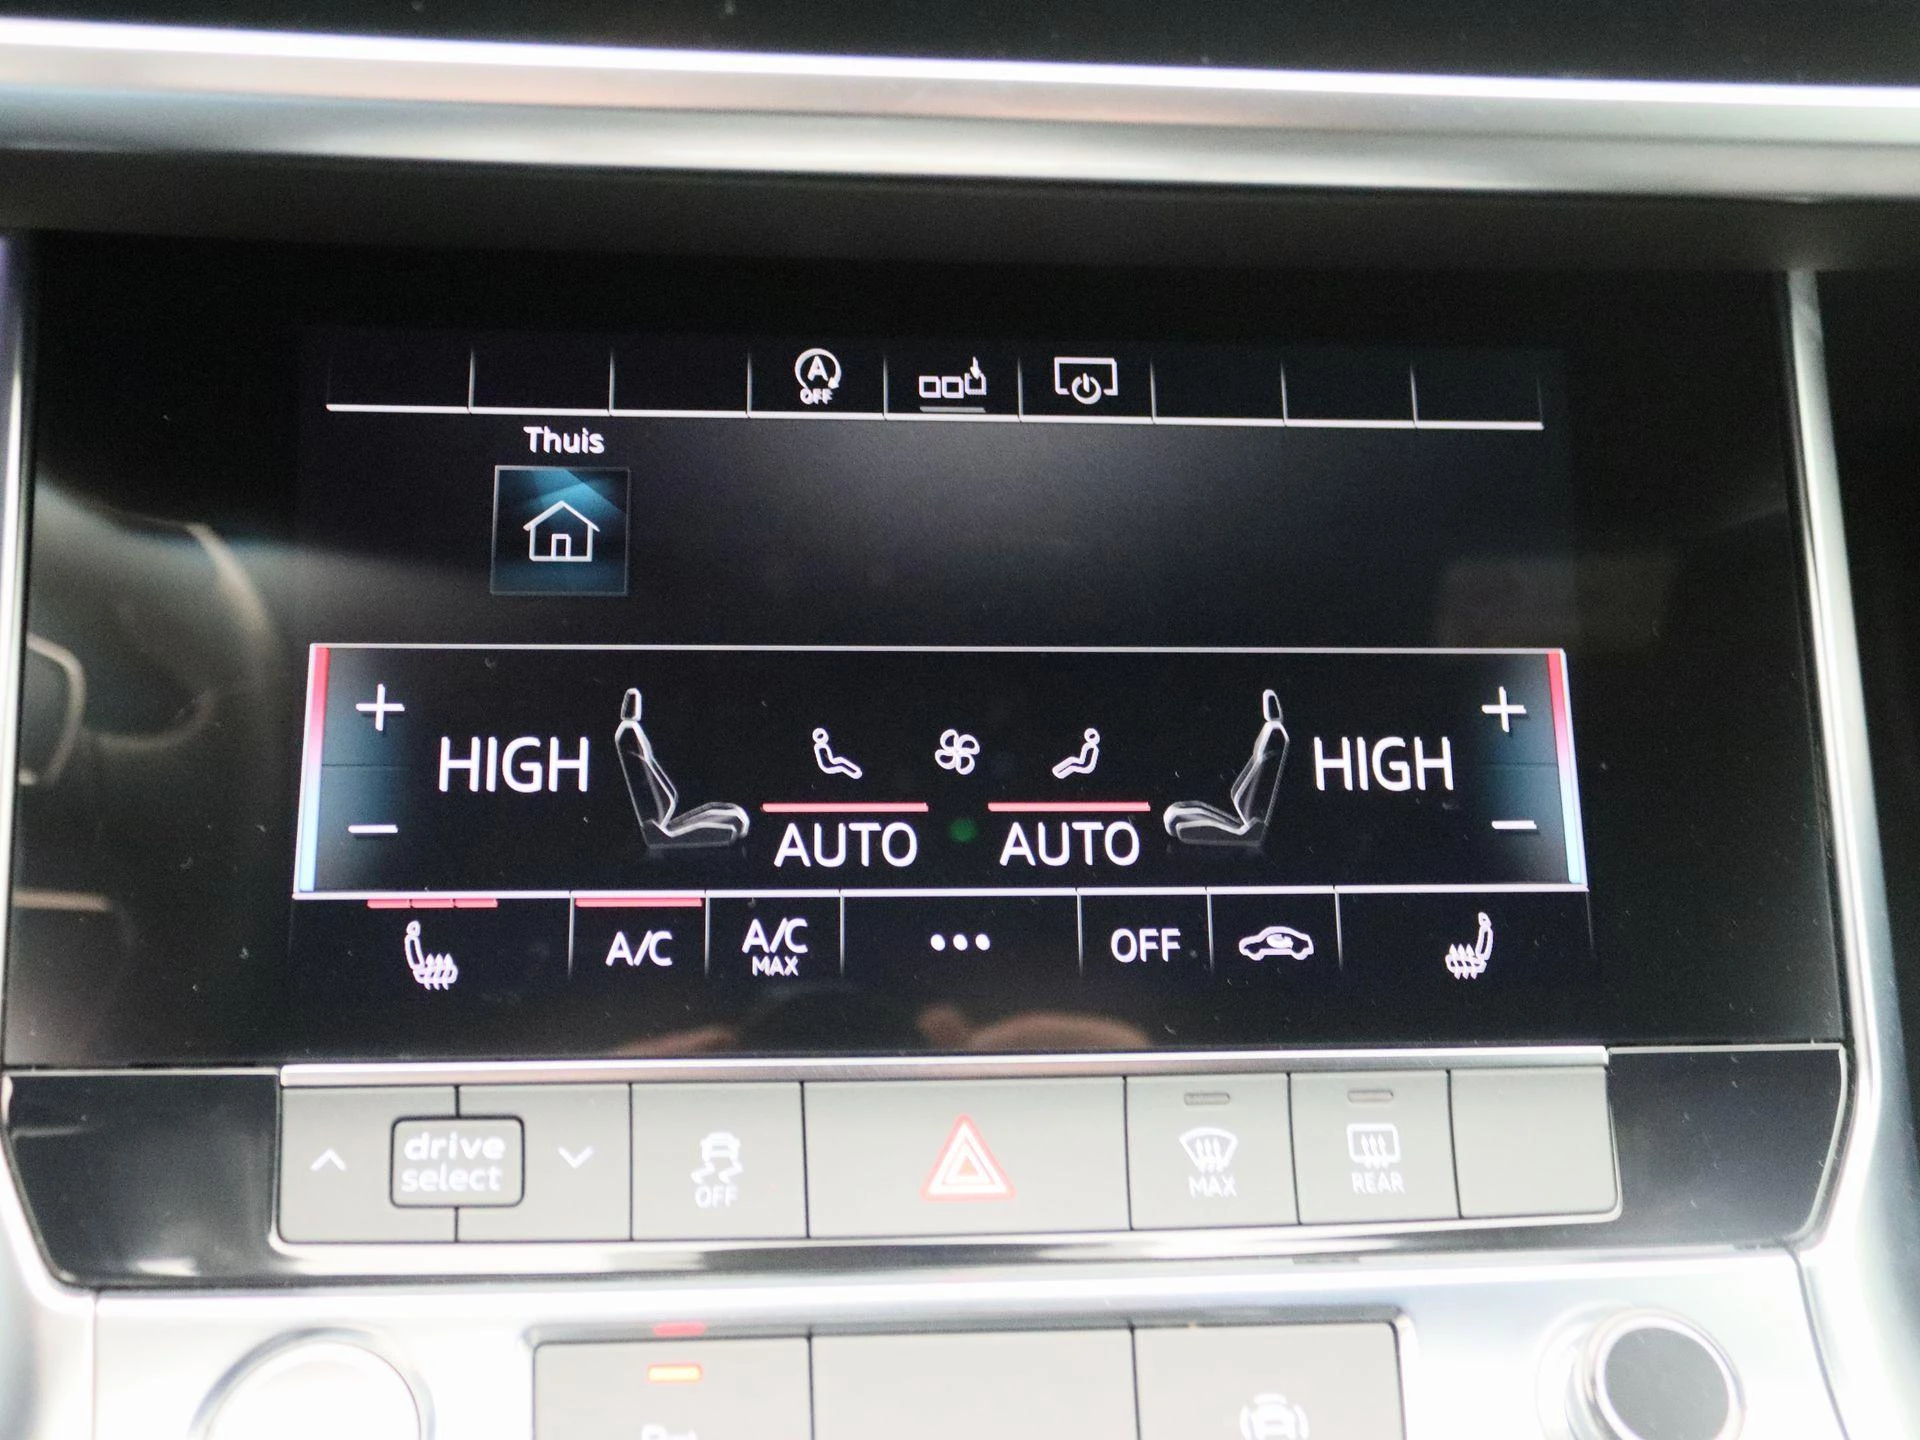 A
OFF
Thuis
HIGH
HIGH
AUTO
AUTO
A/C
A/C
MAX
OFF
drive
select
OFF
MAX
REAR